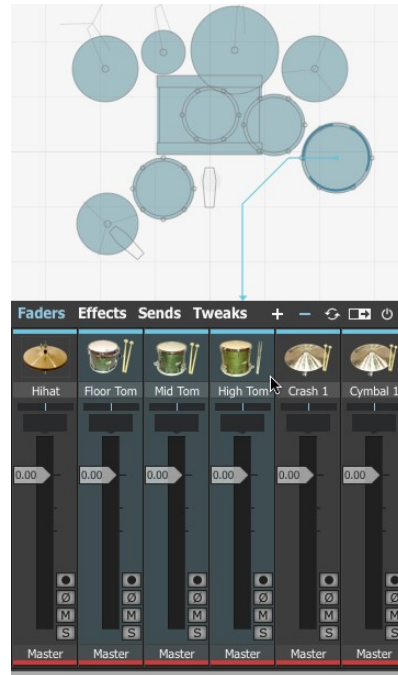 Faders Effects Sends Tweaks
Hihat Floor Tom Mid Tom High Tom Crash 1 Cymbal 1
0.00 0.00 0.00 0.00 0.00 0.00
Ø Ø Ø Ø Ø Ø
M M M M M M
S S S S S S
Master Master Master Master Master Master